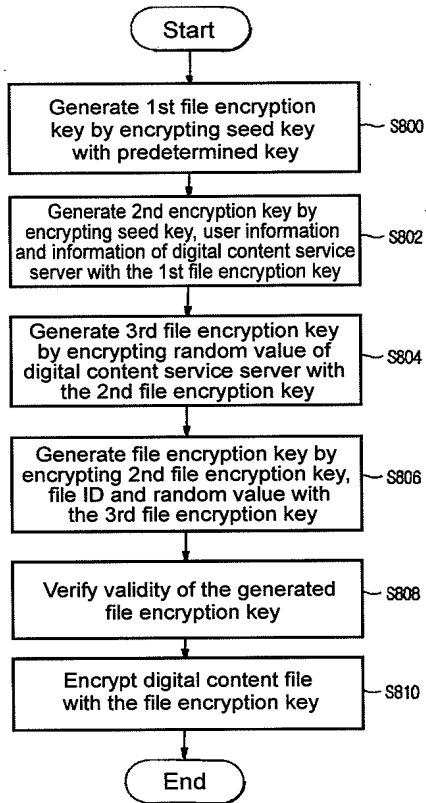 Start
Generate 1st file encryption
key by encrypting seed key
with predetermined key
S800
Generate 2nd encryption key by
encrypting seed key, user information
and information of digital content service
server with the 1st file encryption key
S802
Generate 3rd file encryption key
by encrypting random value of
digital content service server with
the 2nd file encryption key
S804
Generate file encryption key by
encrypting 2nd file encryption key,
file ID and random value with
the 3rd file encryption key
S806
Verify validity of the generated
file encryption key
S808
Encrypt digital content file
with the file encryption key
S810
End